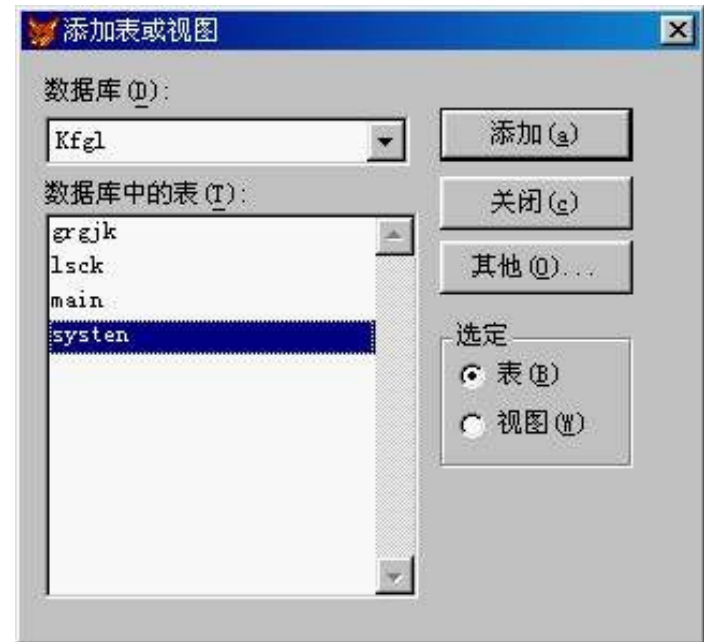 添加表或视图
数据库(D):
Kfgl
添加(a)
数据库中的表(T):
关闭(c)
grgjk
lsck
其他(O)...
main
systen
选定
表(B)
视图(W)